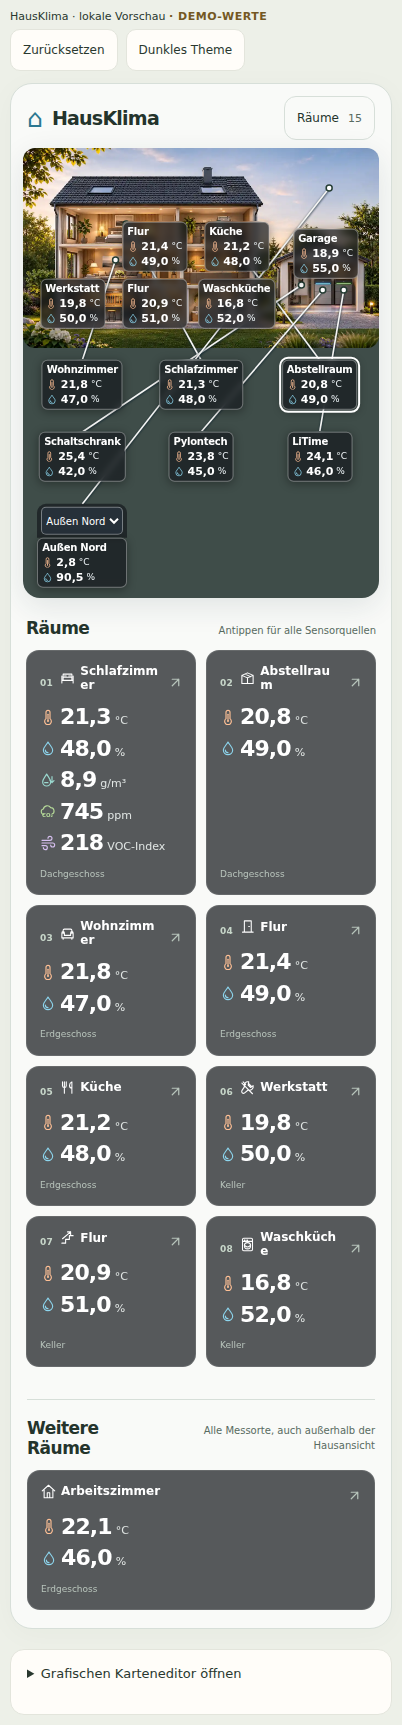 HausKlima · lokale Vorschau · DEMO-WERTE
Zurücksetzen
Dunkles Theme
HausKlima
Räume 15
Flur
21,4 °C
49,0 %
Küche
21,2 °C
48,0 %
Garage
18,9 °C
55,0 %
Werkstatt
19,8 °C
50,0 %
Flur
20,9 °C
51,0 %
Waschküche
16,8 °C
52,0 %
Wohnzimmer
21,8 °C
47,0 %
Schlafzimmer
21,3 °C
48,0 %
Abstellraum
20,8 °C
49,0 %
Schaltschrank
25,4 °C
42,0 %
Pylontech
23,8 °C
45,0 %
LiTime
24,1 °C
46,0 %
Außen Nord
Außen Nord
2,8 °C
90,5 %
Räume
Antippen für alle Sensorquellen
01 Schlafzimm
er
21,3 °C
48,0 %
8,9 g/m³
745 ppm
218 VOC-Index
Dachgeschoss
02 Abstellrau
m
20,8 °C
49,0 %
Dachgeschoss
03 Wohnzimm
er
21,8 °C
47,0 %
Erdgeschoss
04 Flur
21,4 °C
49,0 %
Erdgeschoss
05 Küche
21,2 °C
48,0 %
Erdgeschoss
06 Werkstatt
19,8 °C
50,0 %
Keller
07 Flur
20,9 °C
51,0 %
Keller
08 Waschküch
e
16,8 °C
52,0 %
Keller
Weitere
Räume
Alle Messorte, auch außerhalb der
Hausansicht
Arbeitszimmer
22,1 °C
46,0 %
Erdgeschoss
Grafischen Karteneditor öffnen